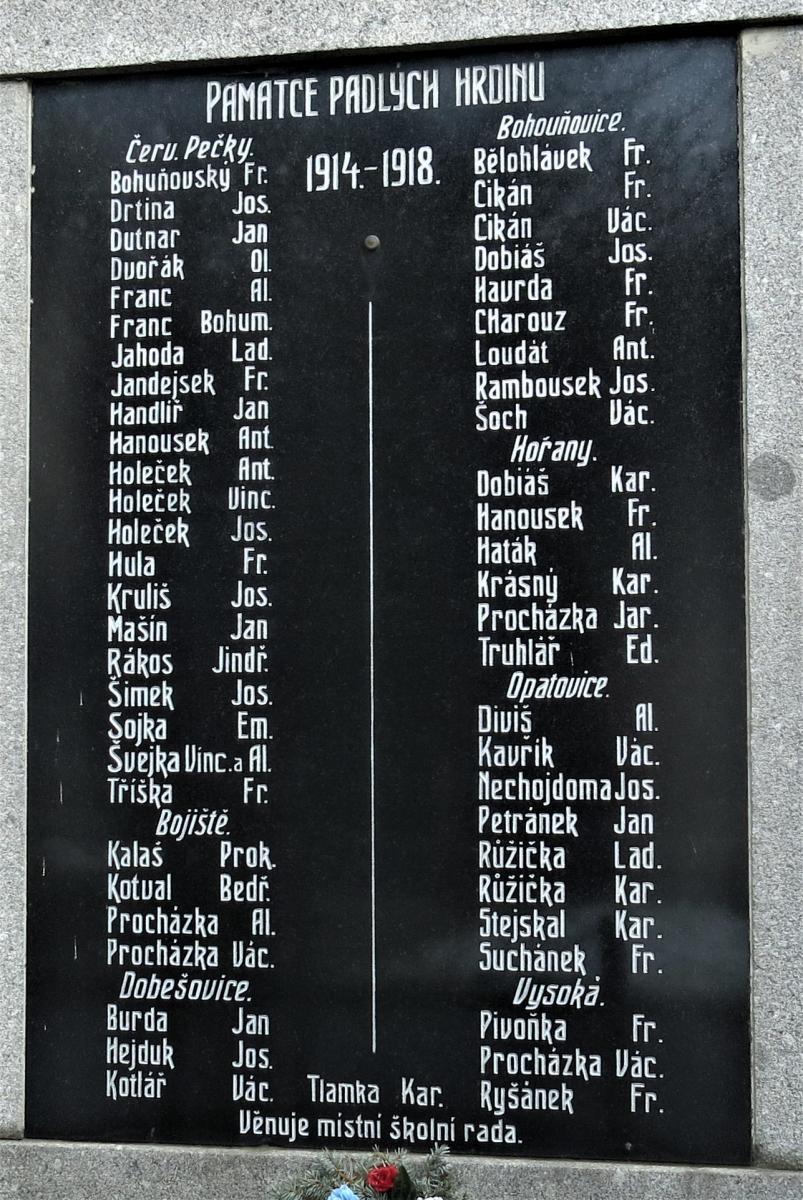 PAMÁTCE PADLÝCH HRDINŮ
1914.-1918.
Červ. Pečky.
Bohuňovský Fr.
Drtina Jos.
Dutnar Jan
Dvořák Ol.
Franc Al.
Franc Bohum.
Jahoda Lad.
Jandejsek Fr.
Handlíř Jan
Hanousek Ant.
Holeček Ant.
Holeček Vinc.
Holeček Jos.
Hula Fr.
Kruliš Jos.
Mašín Jan
Rákos Jindř.
Šimek Jos.
Sojka Em.
Švejka Vinc. a Al.
Tříška Fr.
Bojiště.
Kalaš Prok.
Kotval Bedř.
Procházka Al.
Procházka Vác.
Dobešovice.
Burda Jan
Hejduk Jos.
Kotlář Vác.
Bohouňovice.
Bělohlávek Fr.
Cikán Fr.
Cikán Vác.
Dobiáš Jos.
Havrda Fr.
CHarouz Fr.
Loudát Ant.
Rambousek Jos.
Šoch Vác.
Hořany.
Dobiáš Kar.
Hanousek Fr.
Haták Al.
Krásný Kar.
Procházka Jar.
Truhlář Ed.
Opatovice.
Diviš Al.
Kavřík Vác.
Nechojdoma Jos.
Petránek Jan
Růžička Lad.
Růžička Kar.
Stejskal Kar.
Suchánek Fr.
Vysoká.
Pivoňka Fr.
Procházka Vác.
Ryšánek Fr.
Tlamka Kar.
Věnuje místní školní rada.